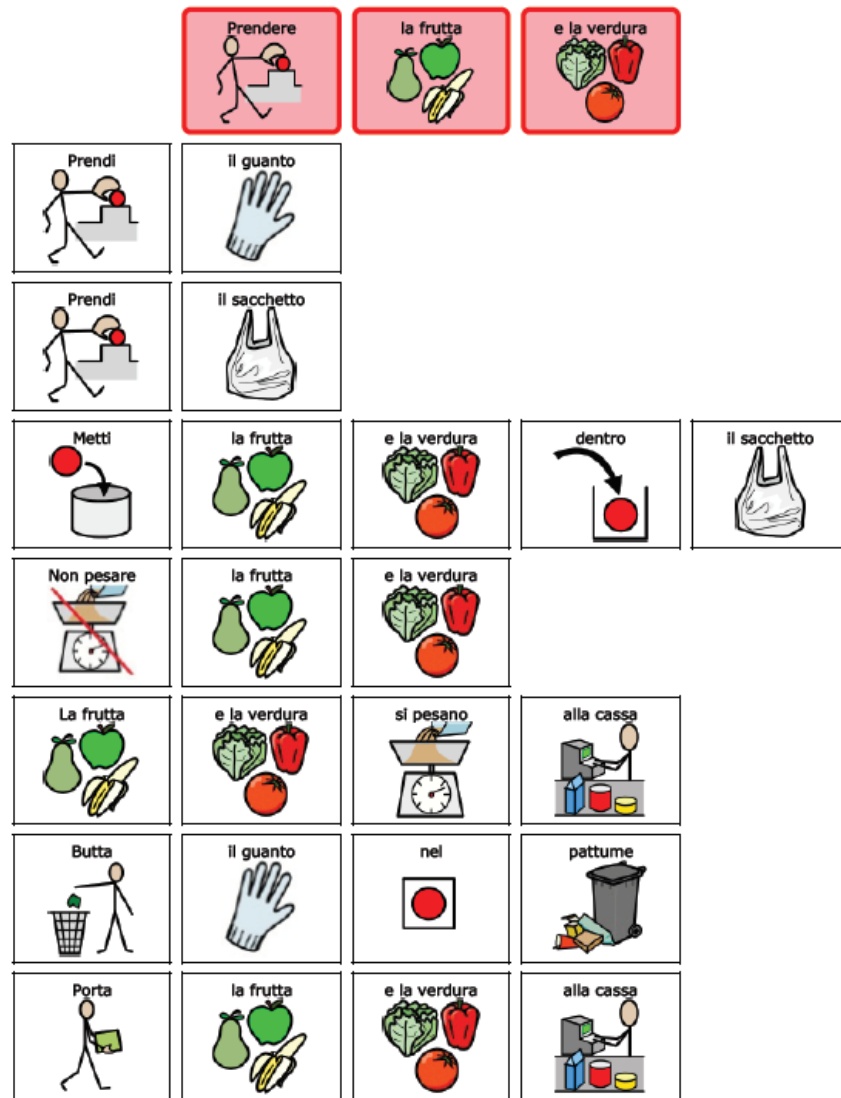 Prendere la frutta e la verdura
Prendi il guanto
Prendi il sacchetto
Metti la frutta e la verdura dentro il sacchetto
Non pesare la frutta e la verdura
La frutta e la verdura si pesano alla cassa
Butta il guanto nel pattume
Porta la frutta e la verdura alla cassa